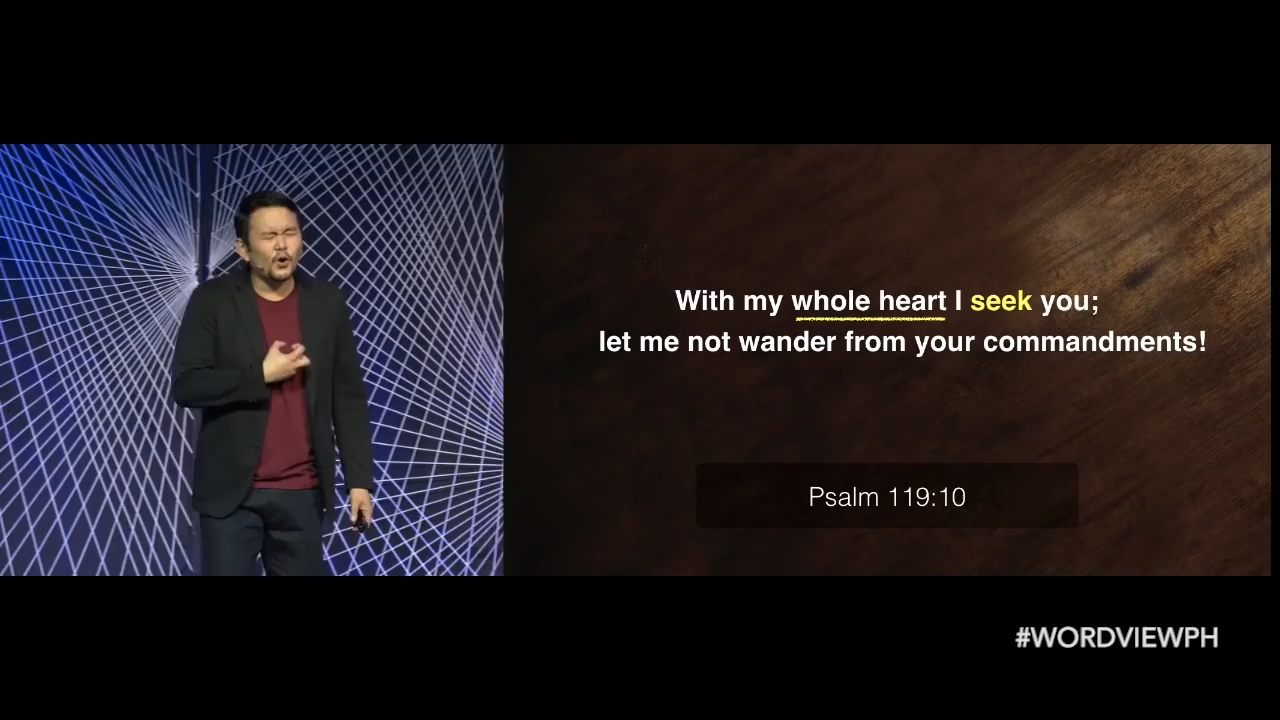 With my whole heart I seek you;
let me not wander from your commandments!
Psalm 119:10
#WORDVIEWPH